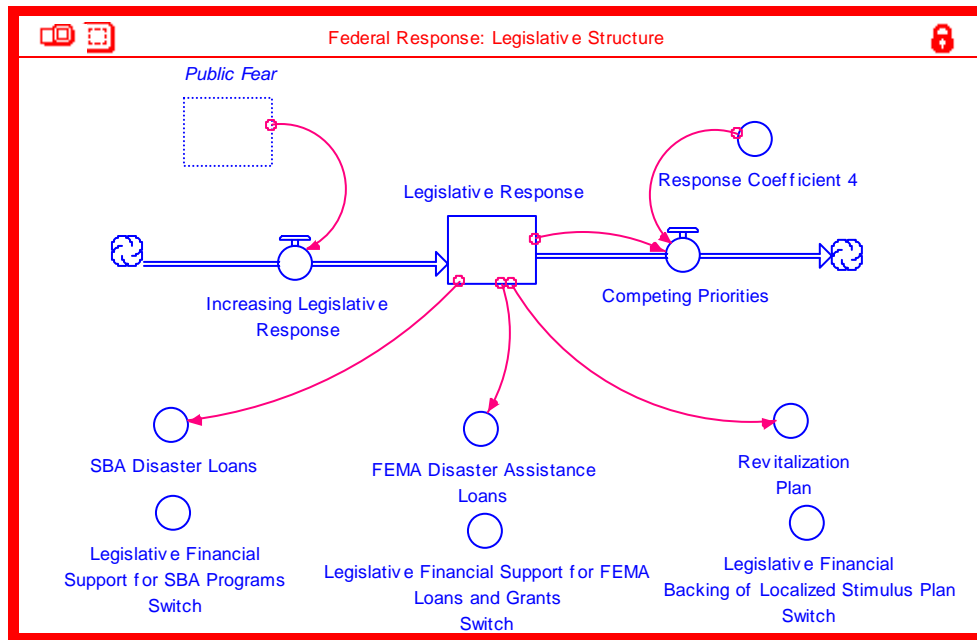 Federal Response: Legislative Structure
Public Fear
Response Coefficient 4
Legislative Response
Increasing Legislative
Response
Competing Priorities
SBA Disaster Loans
FEMA Disaster Assistance
Loans
Revitalization
Plan
Legislative Financial
Support for SBA Programs
Switch
Legislative Financial Support for FEMA
Loans and Grants
Switch
Legislative Financial
Backing of Localized Stimulus Plan
Switch